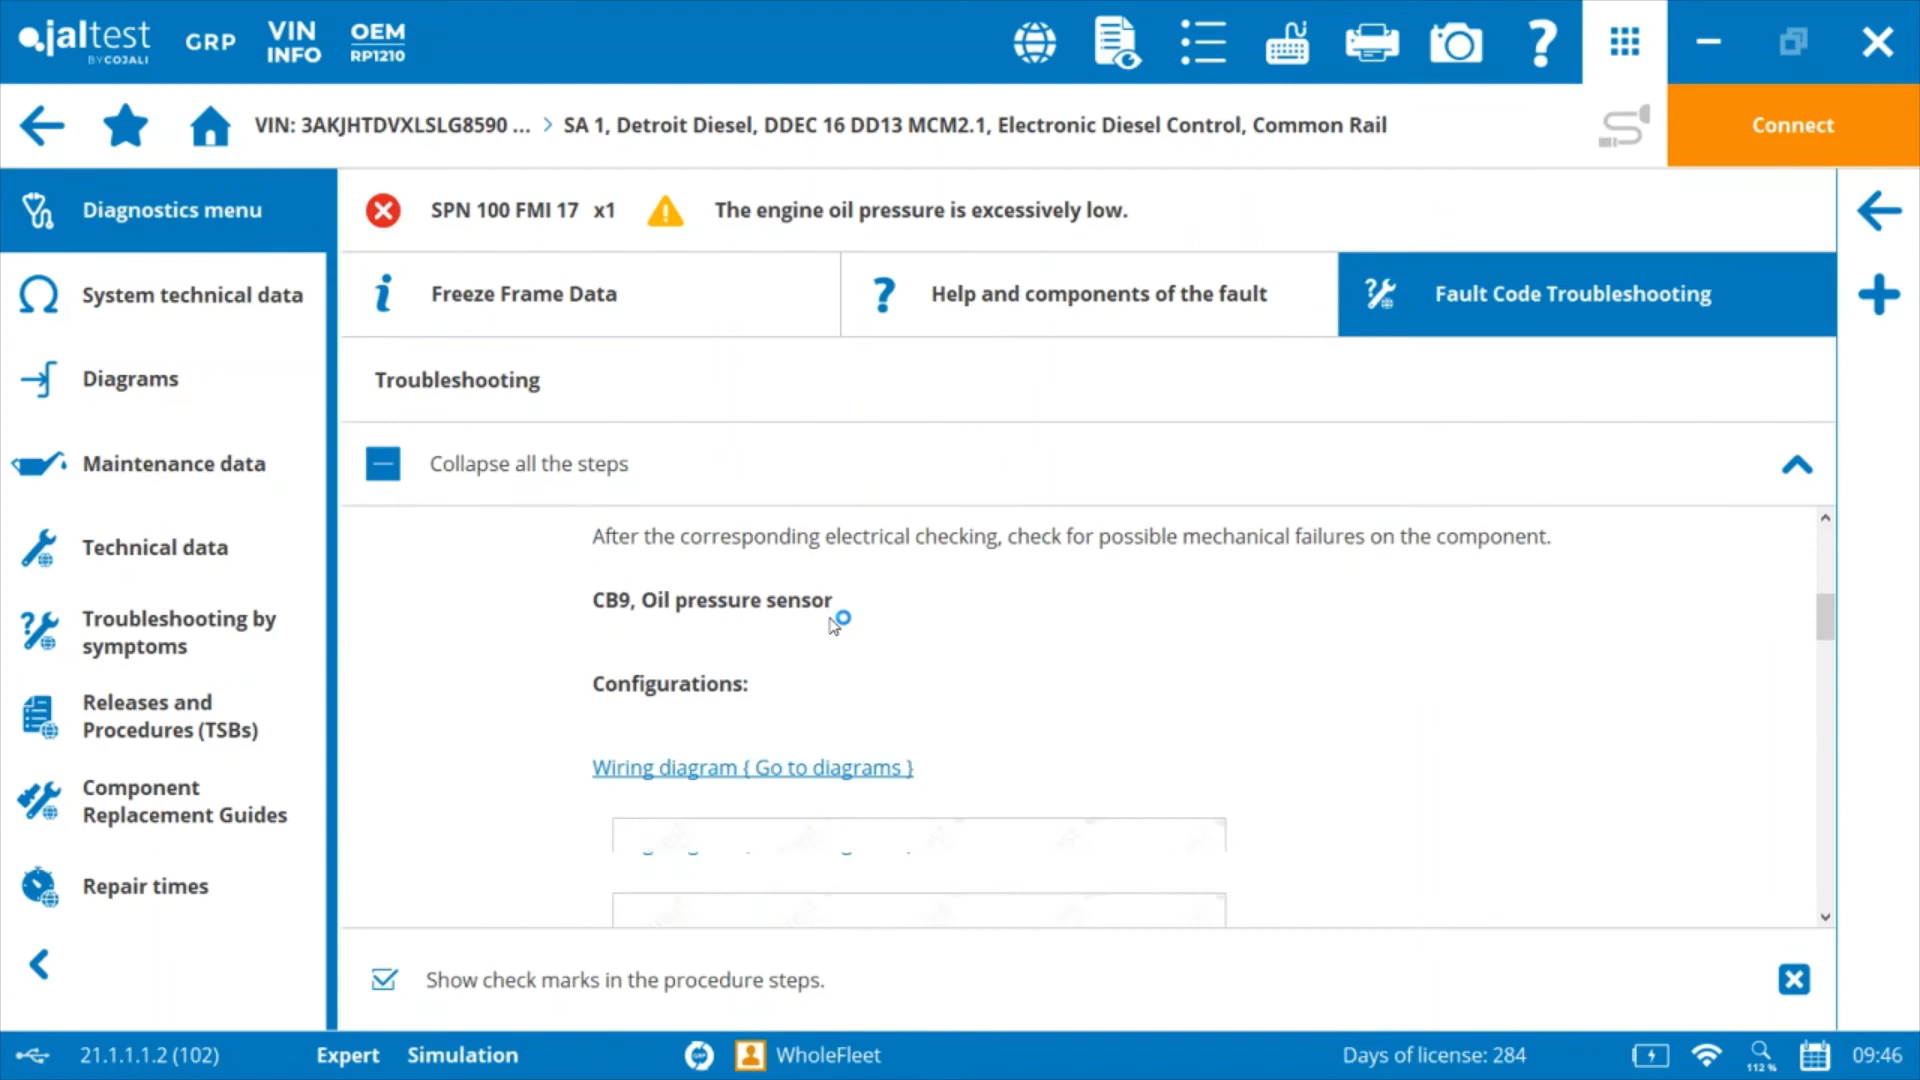 jaltest
BY COJALI
GRP
VIN
INFO
OEM
RP1210
VIN: 3AKJHTDVXLSLG8590 ... > SA 1, Detroit Diesel, DDEC 16 DD13 MCM2.1, Electronic Diesel Control, Common Rail
Connect
Diagnostics menu
System technical data
Diagrams
Maintenance data
Technical data
Troubleshooting by
symptoms
Releases and
Procedures (TSBs)
Component
Replacement Guides
Repair times
SPN 100 FMI 17 x1
The engine oil pressure is excessively low.
Freeze Frame Data
Help and components of the fault
Fault Code Troubleshooting
Troubleshooting
Collapse all the steps
After the corresponding electrical checking, check for possible mechanical failures on the component.
CB9, Oil pressure sensor
Configurations:
Wiring diagram { Go to diagrams }
Show check marks in the procedure steps.
21.1.1.1.2 (102)
Expert
Simulation
WholeFleet
Days of license: 284
112 %
09:46